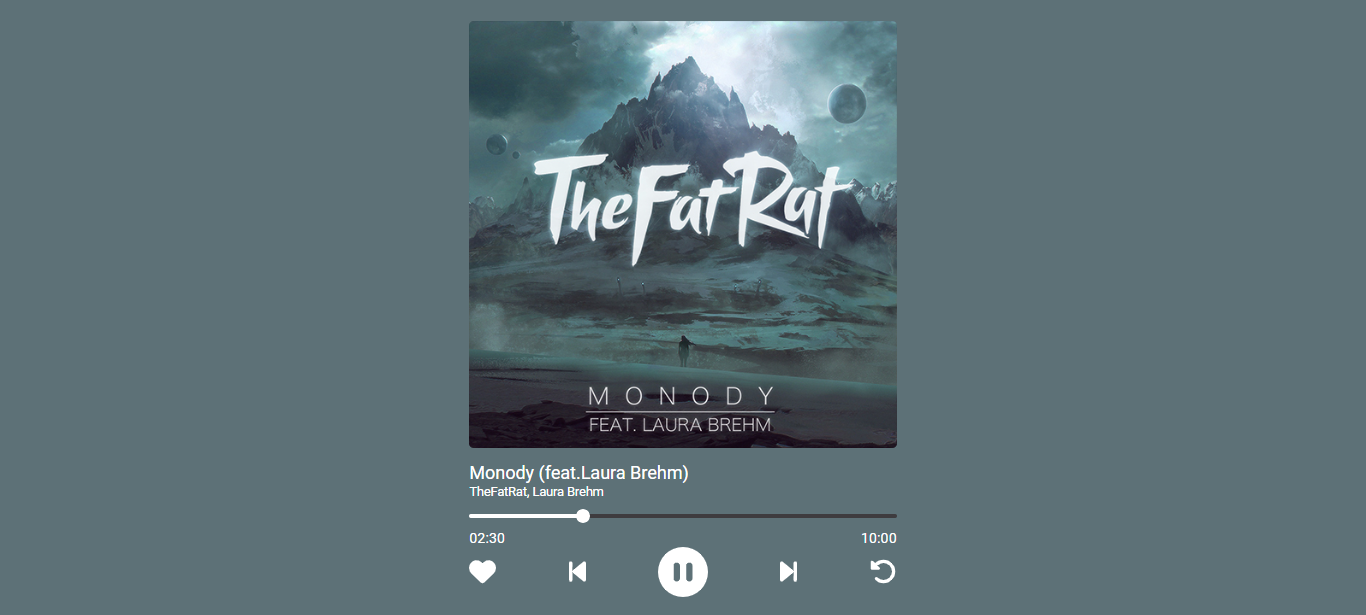 TheFatRat
MONODY
FEAT. LAURA BREHM
Monody (feat.Laura Brehm)
TheFatRat, Laura Brehm
02:30 10:00